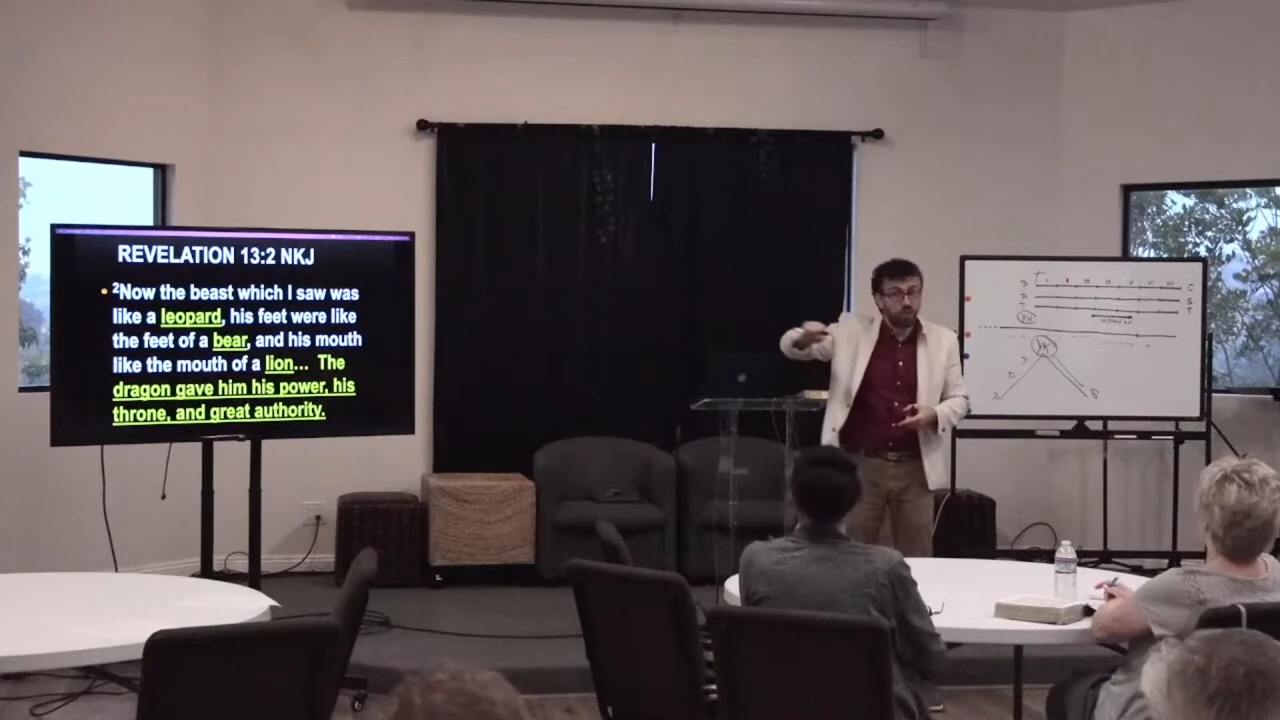 REVELATION 13:2 NKJ
• ²Now the beast which I saw was
like a leopard, his feet were like
the feet of a bear, and his mouth
like the mouth of a lion... The
dragon gave him his power, his
throne, and great authority.